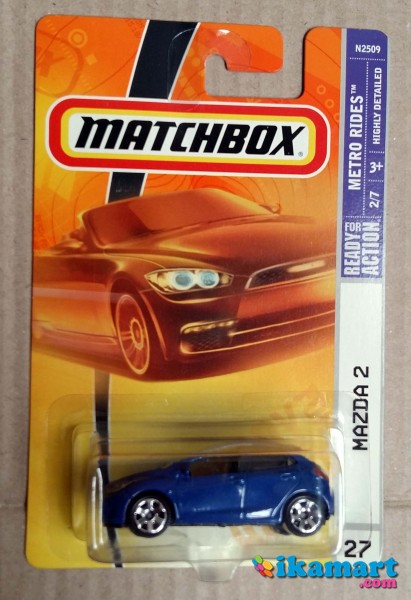 N2509
MATCHBOX®
METRO RIDES™
HIGHLY DETAILED
2/7 3+
READY FOR ACTION.
MAZDA 2
27
ikamart
.com